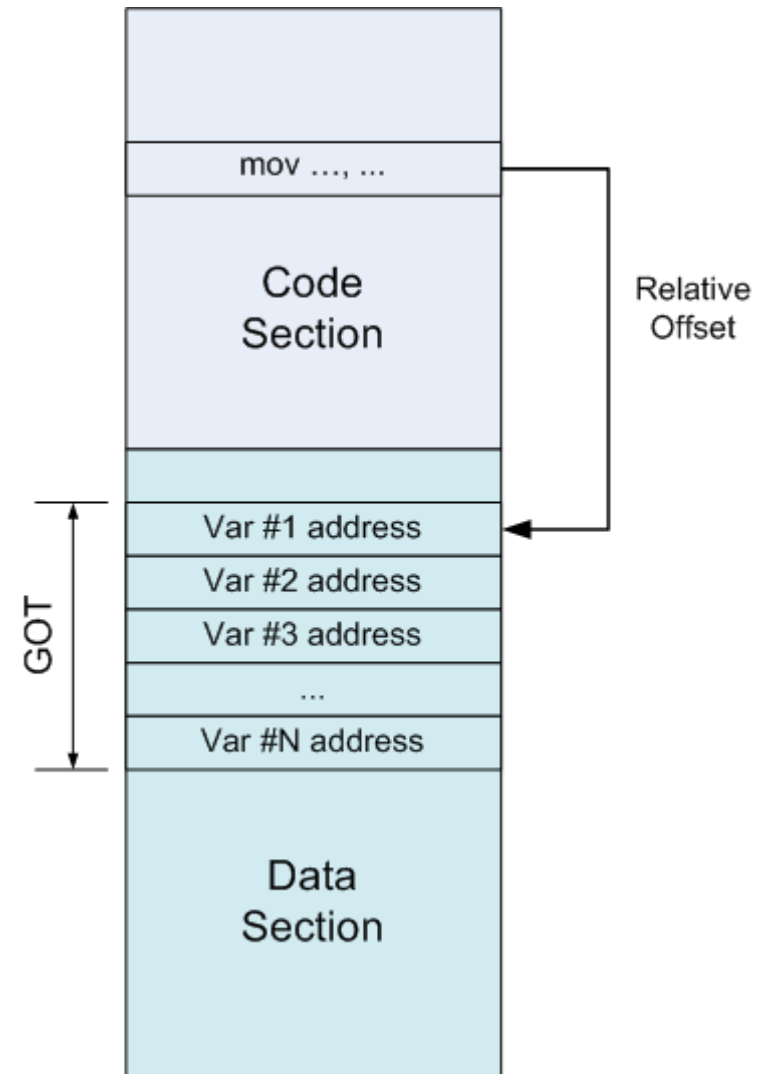 mov ..., ...
Code
Section
Relative
Offset
Var #1 address
Var #2 address
Var #3 address
...
Var #N address
GOT
Data
Section